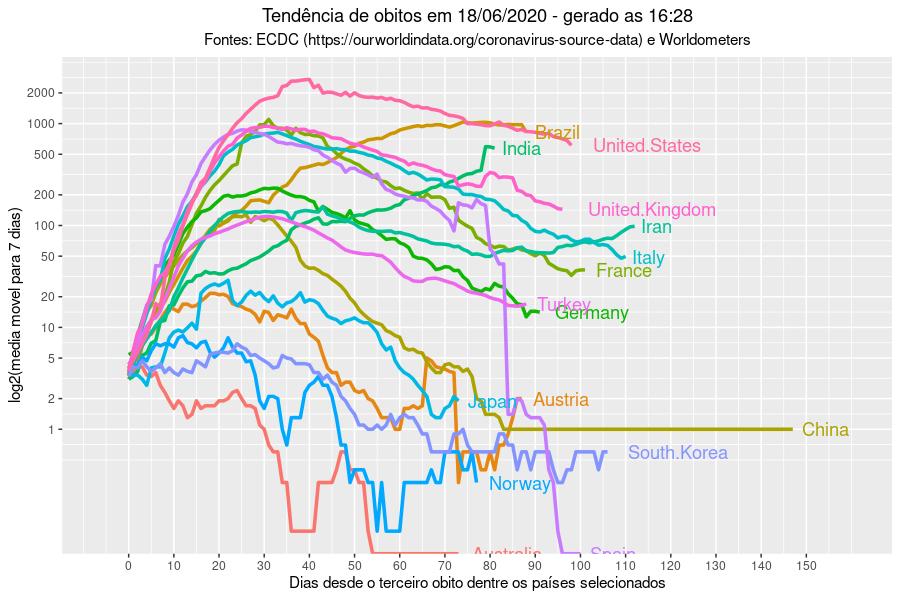 Tendência de obitos em 18/06/2020 - gerado as 16:28
Fontes: ECDC (https://ourworldindata.org/coronavirus-source-data) e Worldometers
log2(media movel para 7 dias)
2000
1000
500
200
100
50
20
10
5
2
1
Brazil
United.States
India
United.Kingdom
Iran
Italy
France
Turkey
Germany
Japan
Austria
China
South.Korea
Norway
Australia
Spain
0 10 20 30 40 50 60 70 80 90 100 110 120 130 140 150
Dias desde o terceiro obito dentre os países selecionados